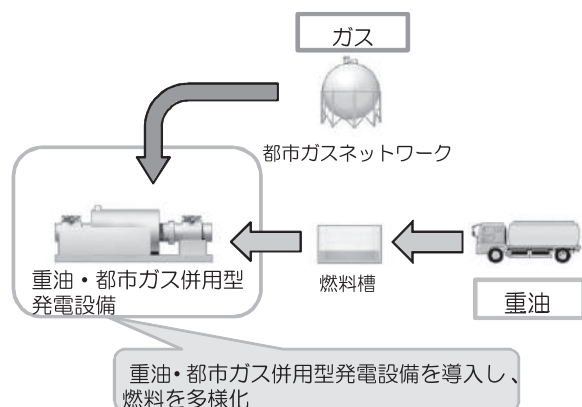 ガス
都市ガスネットワーク
重油・都市ガス併用型
発電設備
燃料槽
重油
重油・都市ガス併用型発電設備を導入し、
燃料を多様化